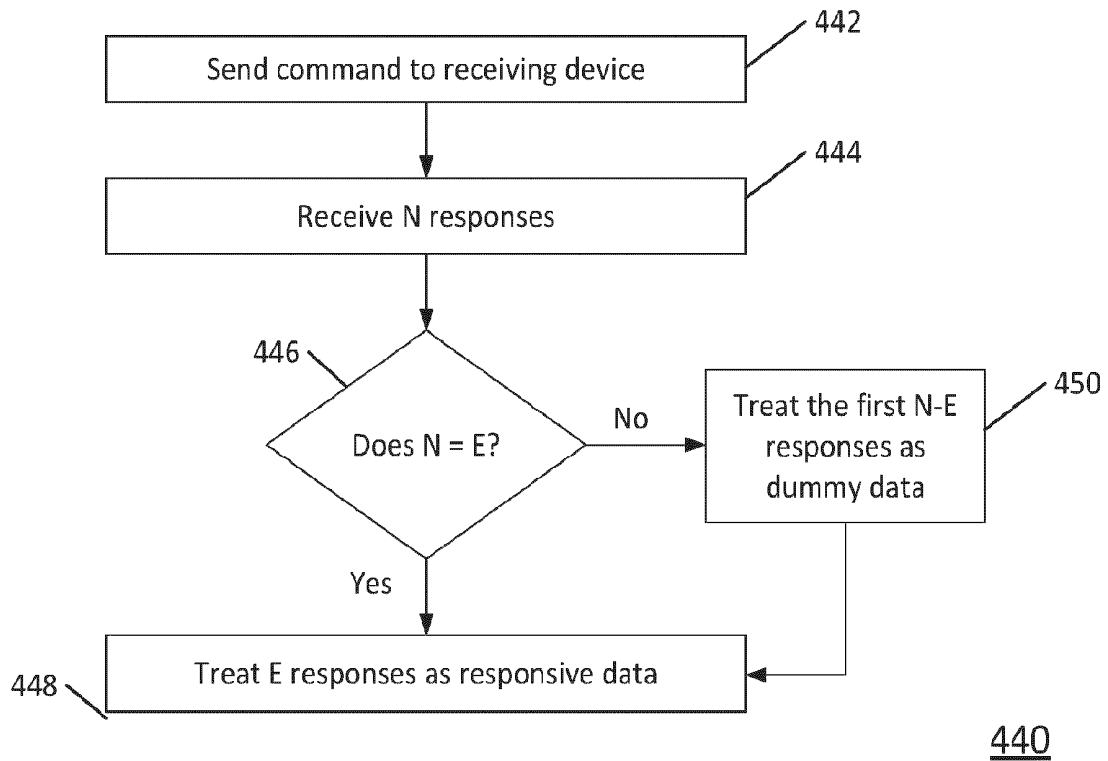 442
Send command to receiving device
444
Receive N responses
446
Does N = E?
No
450
Treat the first N-E
responses as
dummy data
Yes
Treat E responses as responsive data
448
440